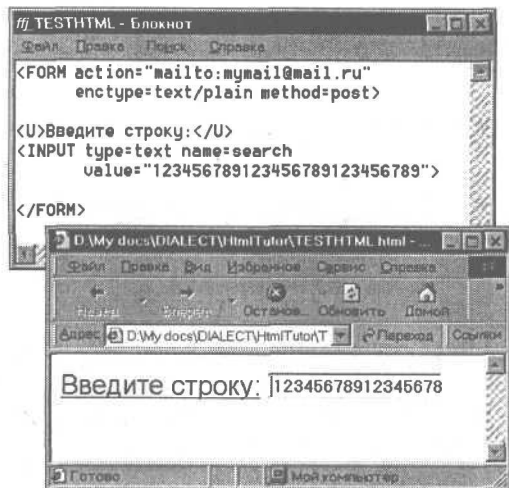 TESTHTML - Блокнот
Файл Правка Поиск Справка
<FORM action="mailto:mymail@mail.ru"
enctype=text/plain method=post>
<U>Введите строку:</U>
<INPUT type=text name=search
value="123456789123456789123456789">
</FORM>
D:\My docs\DIALECT\HtmlTutor\TESTHTML.html - ...
Файл Правка Вид Избранное Сервис Справка
Назад Вперед Останов... Обновить Домой
Адрес D:\My docs\DIALECT\HtmlTutor\T Переход Ссылки
Введите строку: 12345678912345678
Готово Мой компьютер